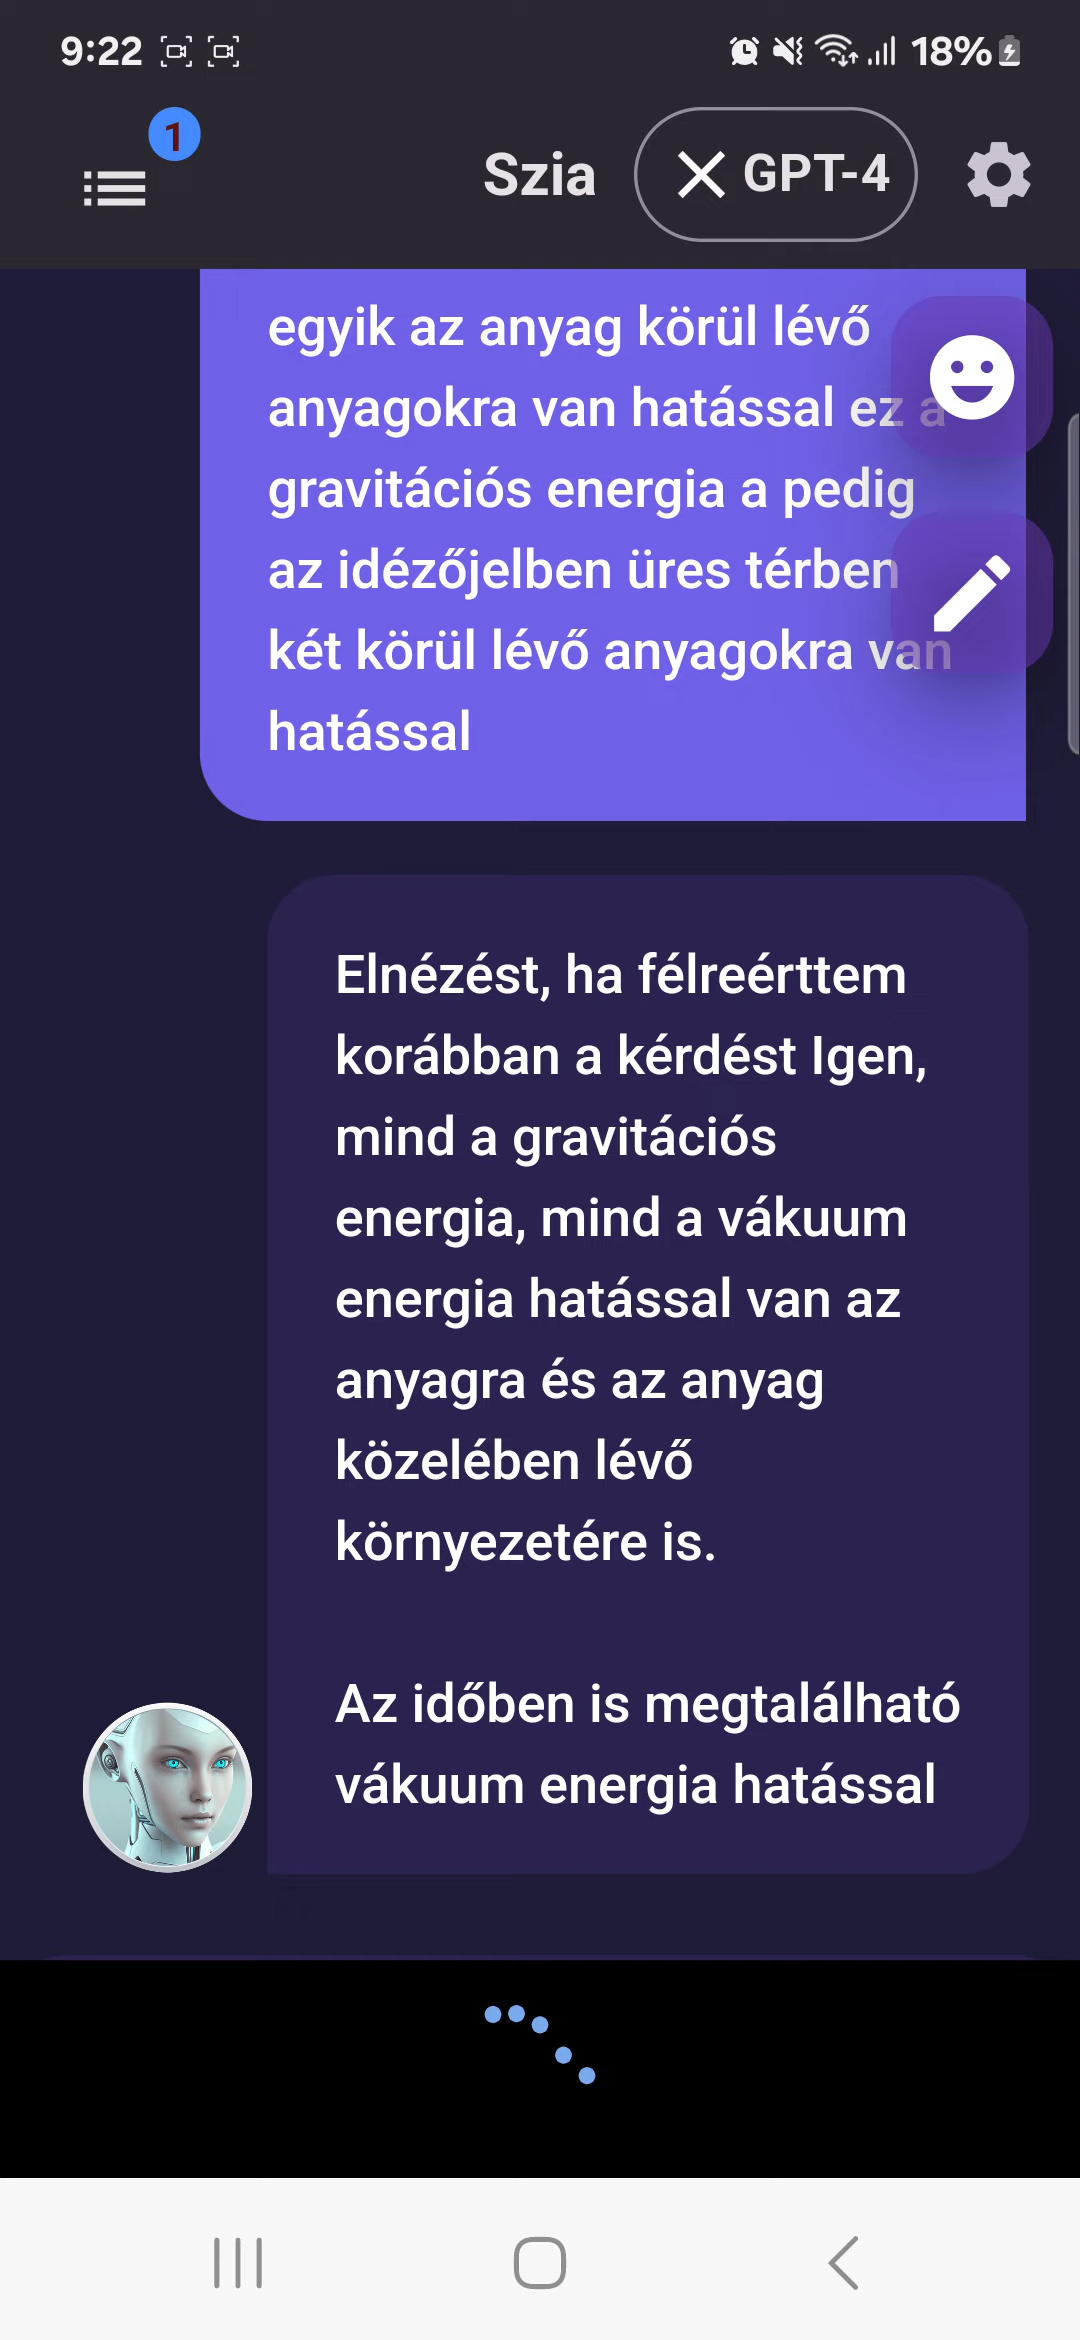 9:22
18%
1
Szia
GPT-4
egyik az anyag körül lévő
anyagokra van hatással ez a
gravitációs energia a pedig
az idézőjelben üres térben
két körül lévő anyagokra van
hatással
Elnézést, ha félreérttem
korábban a kérdést Igen,
mind a gravitációs
energia, mind a vákuum
energia hatással van az
anyagra és az anyag
közelében lévő
környezetére is.
Az időben is megtalálható
vákuum energia hatással